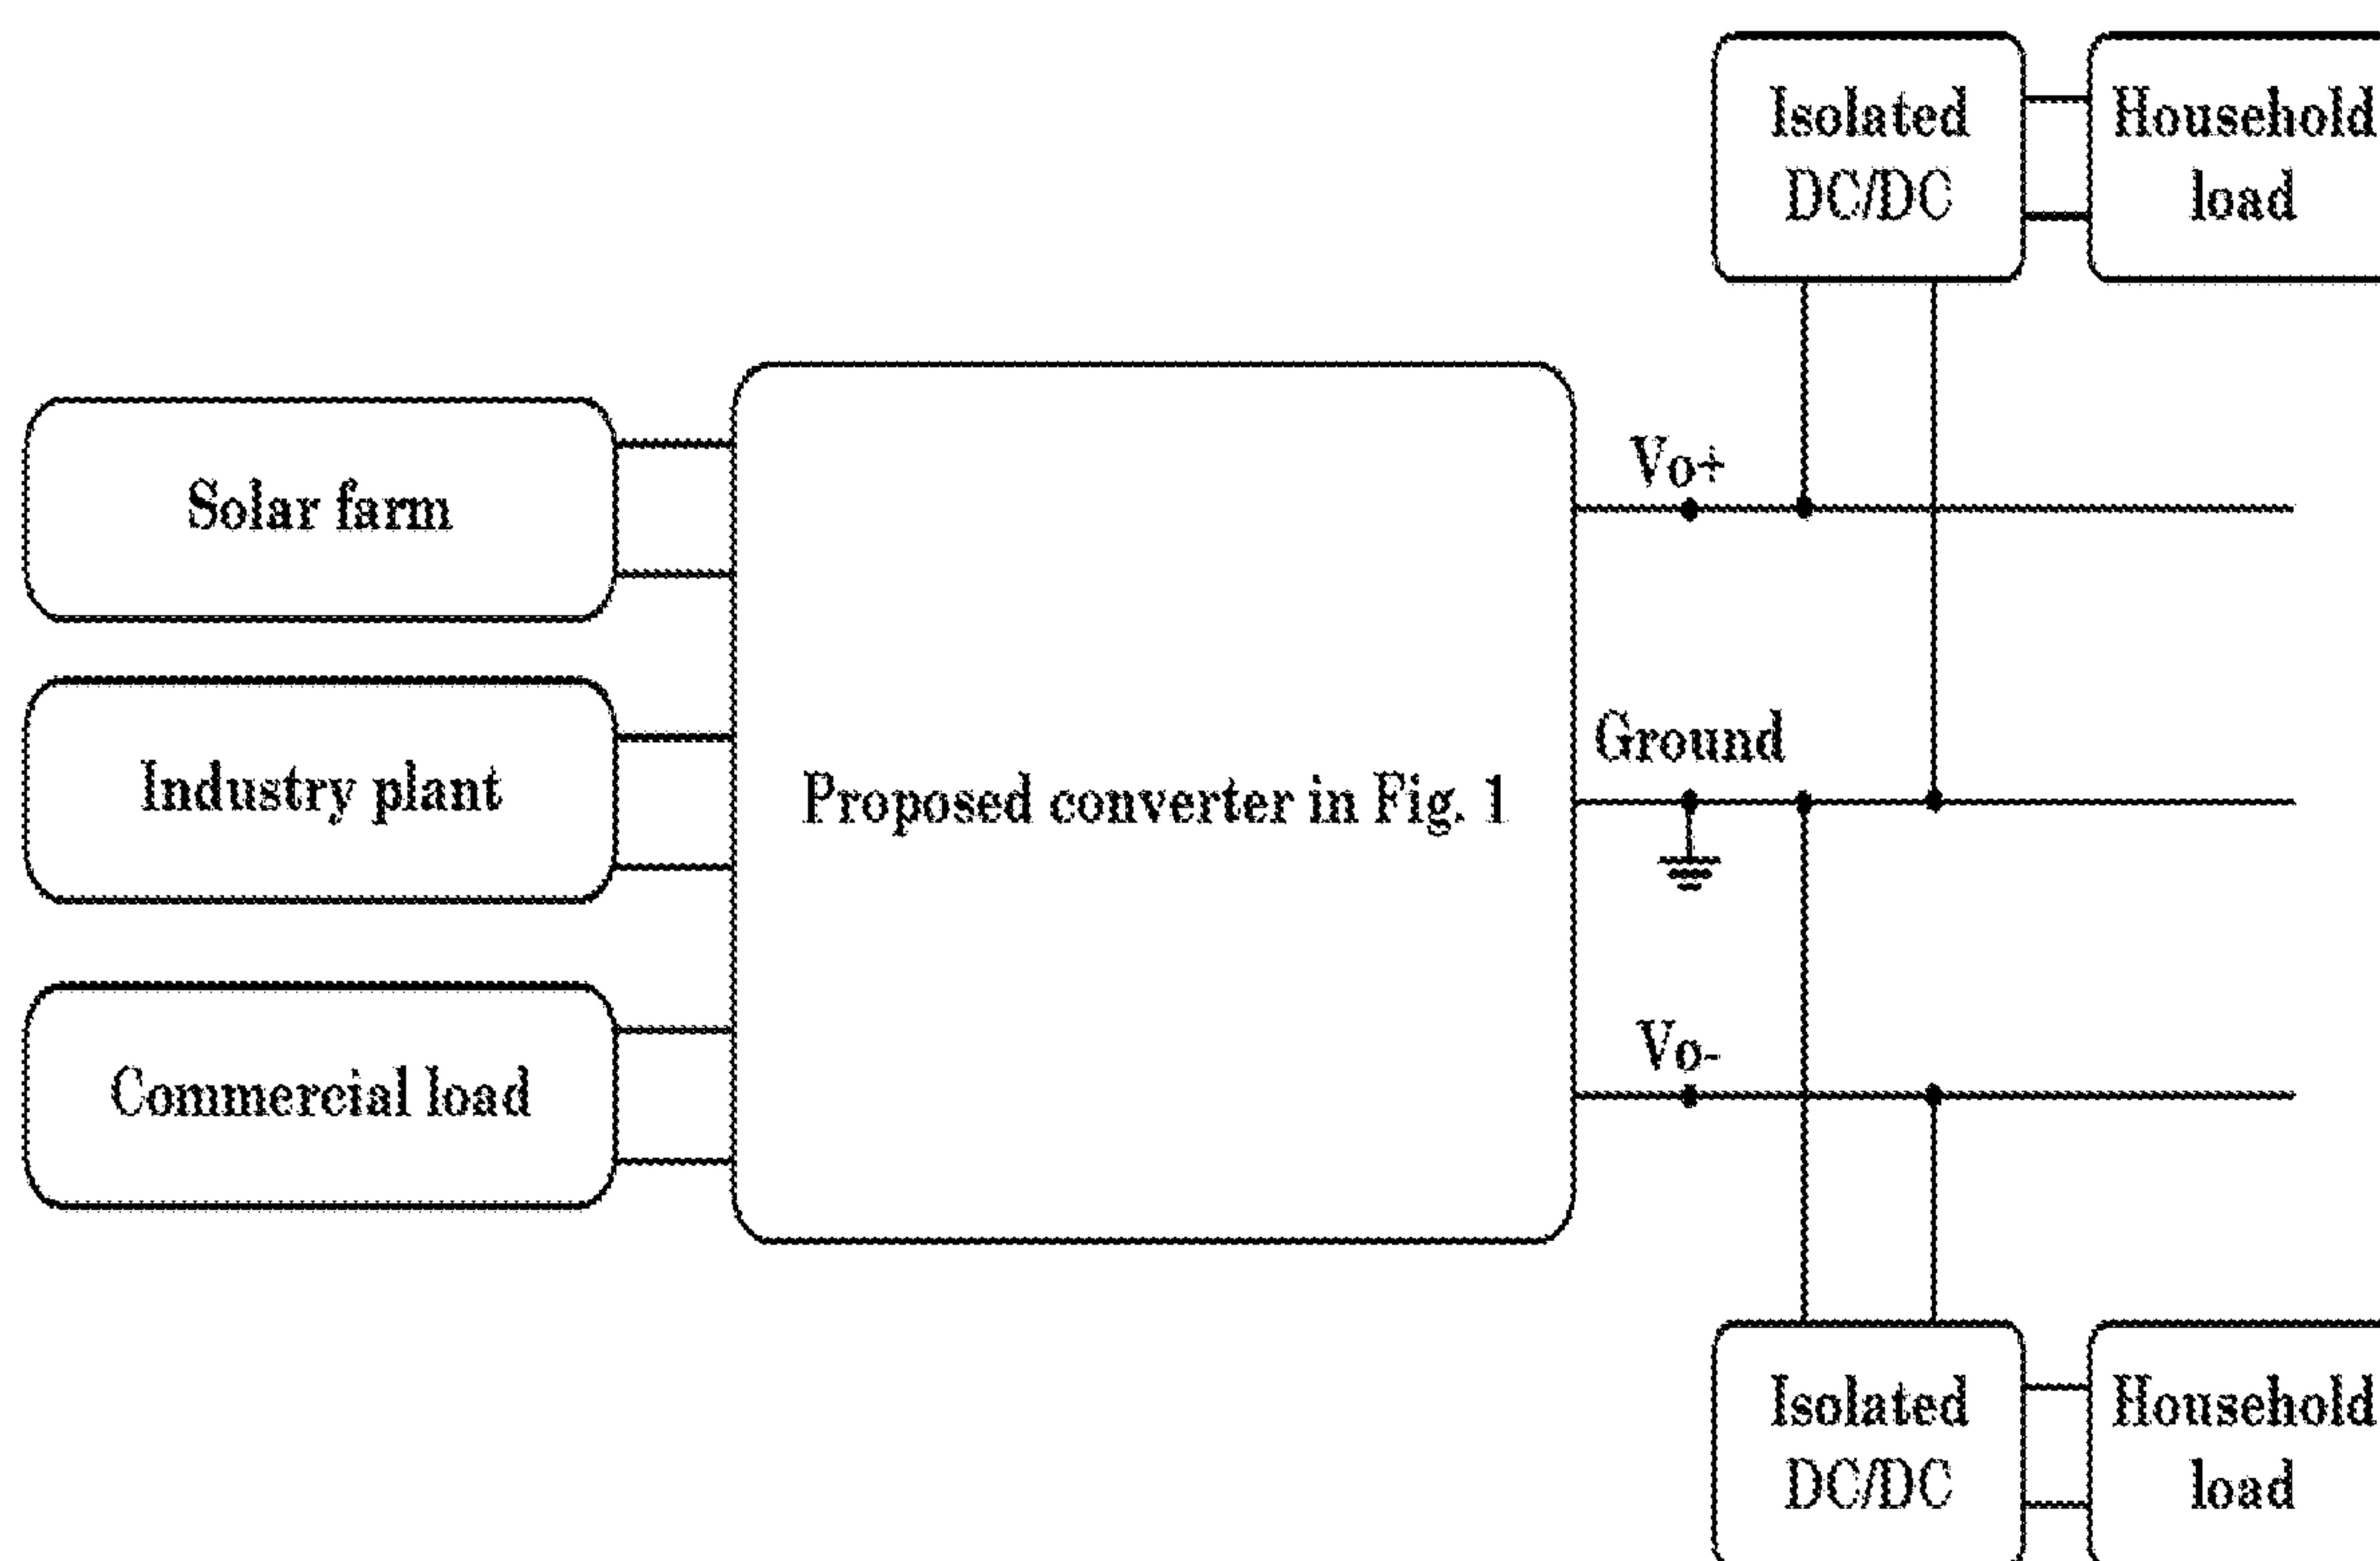 Isolated
DC/DC
Household
load
Solar farm
Industry plant
Commercial load
Proposed converter in Fig. 1
Vo+
Ground
Vo-
Isolated
DC/DC
Household
load